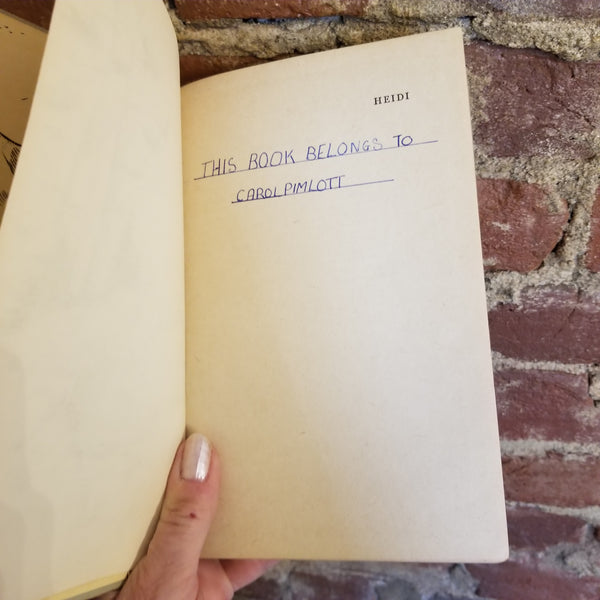 HEIDI
THIS BOOK BELONGS TO
CAROL PIMLOTT